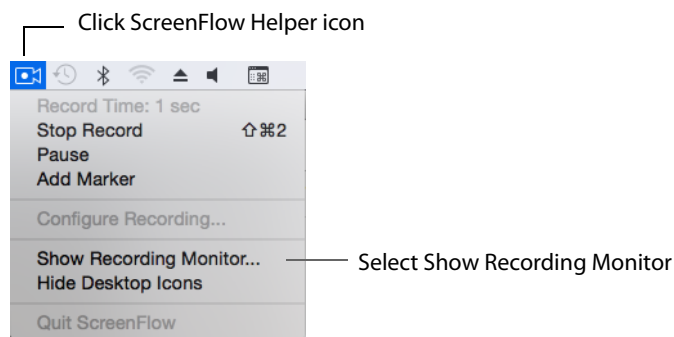 Click ScreenFlow Helper icon
Record Time: 1 sec
Stop Record ⇧⌘2
Pause
Add Marker
Configure Recording...
Show Recording Monitor...
Select Show Recording Monitor
Hide Desktop Icons
Quit ScreenFlow